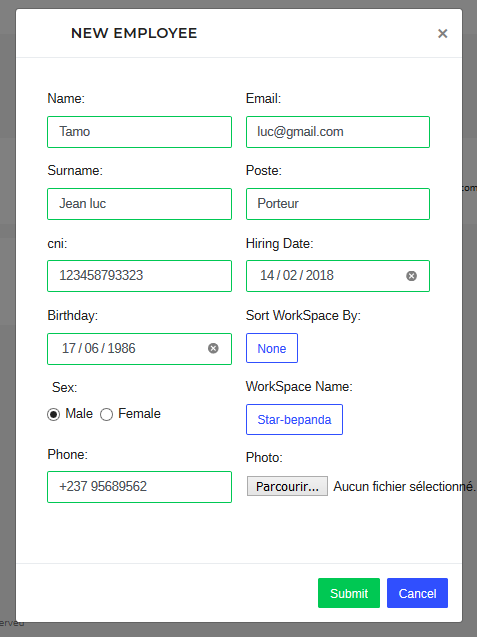 NEW EMPLOYEE ×
Name:
Tamo
Email:
luc@gmail.com
Surname:
Jean luc
Poste:
Porteur
com
cni:
123458793323
Hiring Date:
14 / 02 / 2018
Birthday:
17 / 06 / 1986
Sort WorkSpace By:
None
Sex:
Male Female
WorkSpace Name:
Star-bepanda
Phone:
+237 95689562
Photo:
Parcourir... Aucun fichier sélectionné.
Submit Cancel
erved